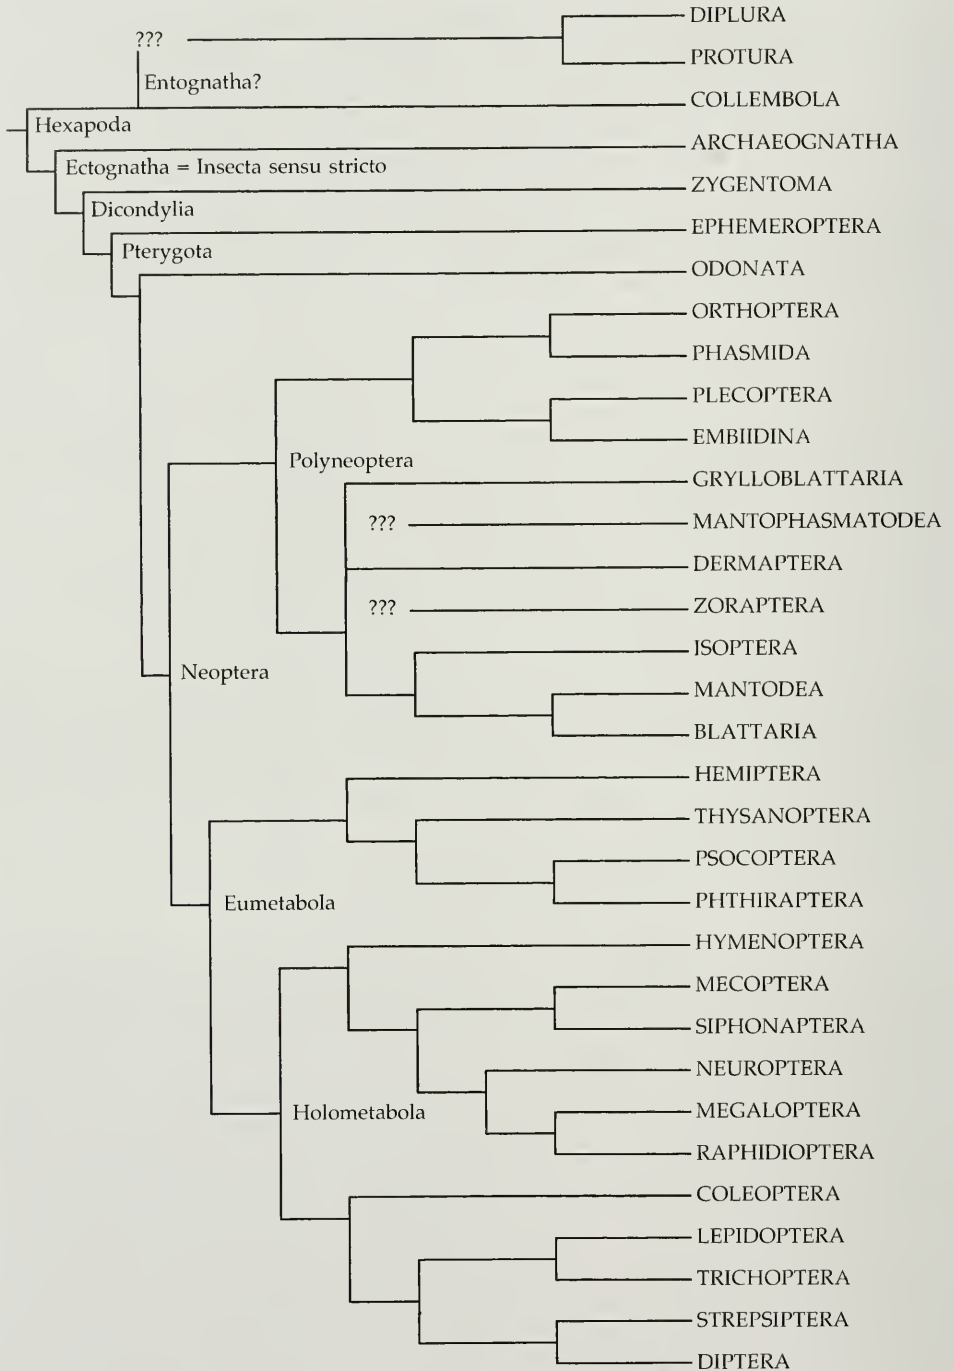 DIPLURA
???
PROTURA
Entognatha?
COLLEMBOLA
Hexapoda
ARCHAEOGNATHA
Ectognatha = Insecta sensu stricto
ZYGENTOMA
Dicondylia
EPHEMEROPTERA
Pterygota
ODONATA
ORTHOPTERA
PHASMIDA
PLECOPTERA
EMBIIDINA
Polyneoptera
GRYLLOBLATTARIA
??? MANTOPHASMATODEA
DERMAPTERA
??? ZORAPTERA
ISOPTERA
Neoptera
MANTODEA
BLATTARIA
HEMIPTERA
THYSANOPTERA
PSOCOPTERA
PHTHIRAPTERA
Eumetabola
HYMENOPTERA
MECOPTERA
SIPHONAPTERA
NEUROPTERA
MEGALOPTERA
Holometabola
RAPHIDIOPTERA
COLEOPTERA
LEPIDOPTERA
TRICHOPTERA
STREPSIPTERA
DIPTERA